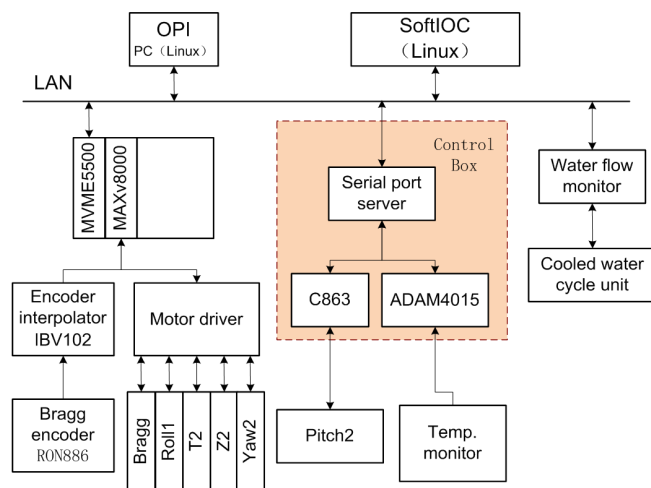 OPI
PC（Linux）
SoftIOC
（Linux）
LAN
MVME5500
MAXv8000
Control
Box
Serial port
server
Water flow
monitor
Cooled water
cycle unit
C863
ADAM4015
Encoder
interpolator
IBV102
Motor driver
Bragg
encoder
RON886
Bragg
Roll1
T2
Z2
Yaw2
Pitch2
Temp.
monitor